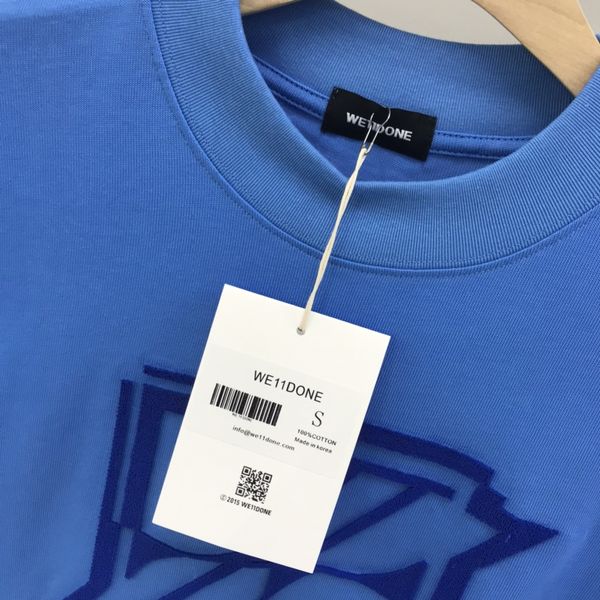 WE11DONE
WE11DONE
S
100%COTTON
Made in korea
info@we11done.com
© 2015 WE11DONE